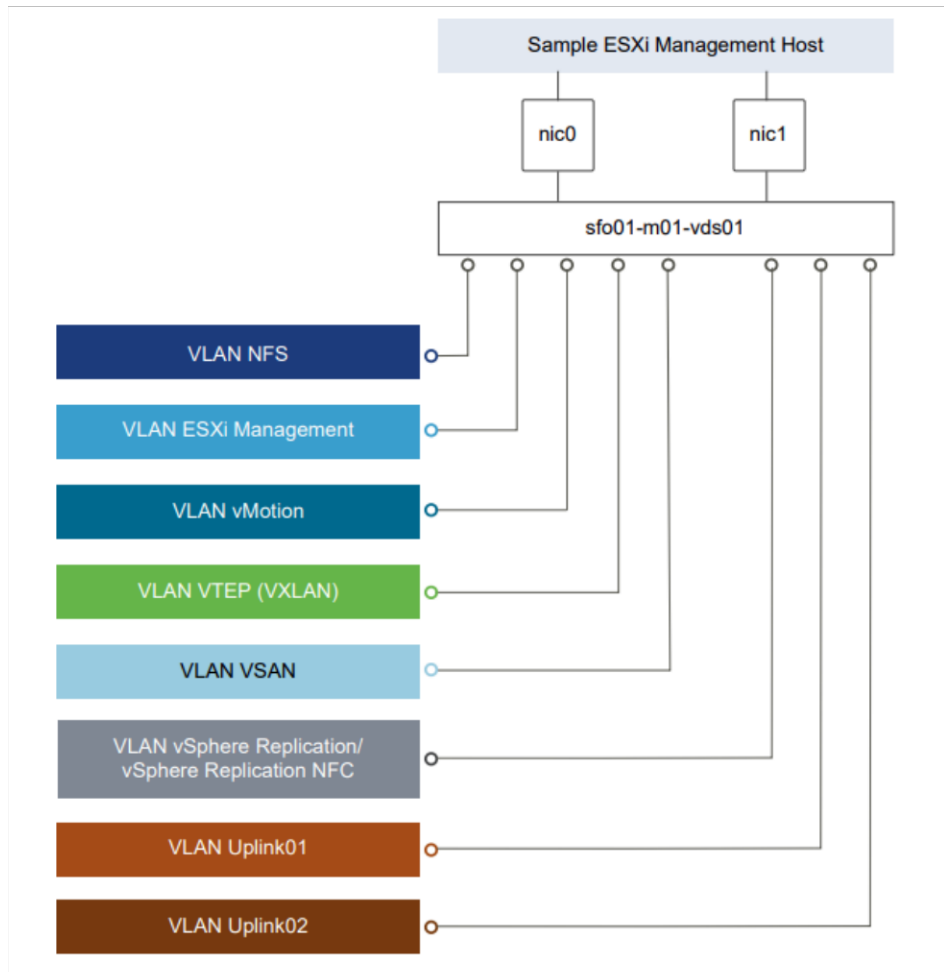 Sample ESXi Management Host
nic0
nic1
sfo01-m01-vds01
VLAN NFS
VLAN ESXi Management
VLAN vMotion
VLAN VTEP (VXLAN)
VLAN VSAN
VLAN vSphere Replication/
vSphere Replication NFC
VLAN Uplink01
VLAN Uplink02